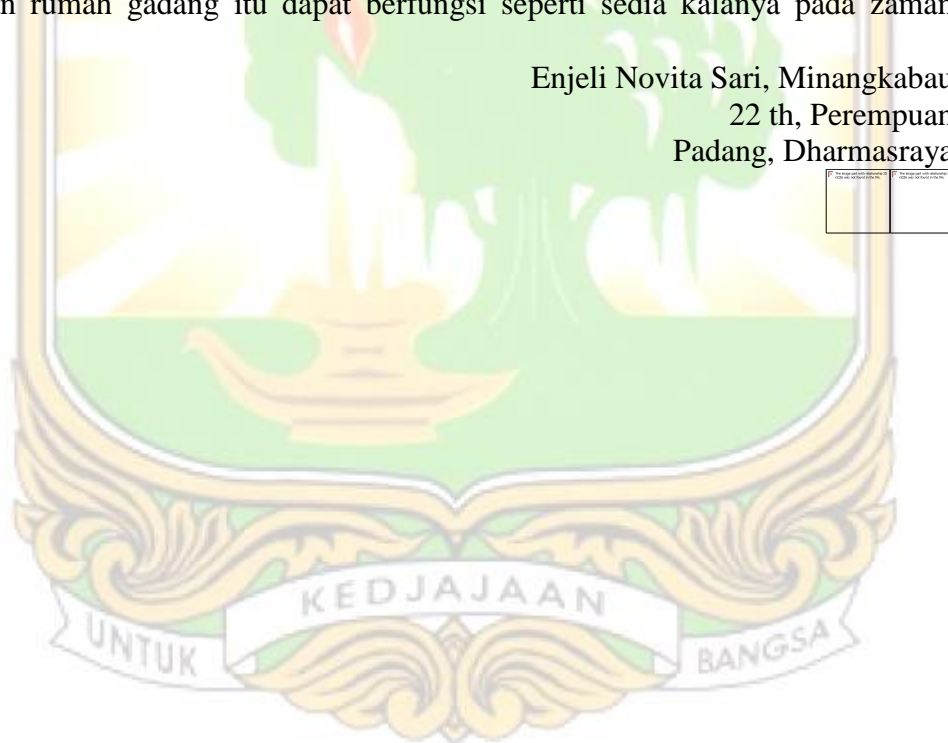 n rumah gadang itu dapat berfungsi seperti sedia kalanya pada zaman
Enjeli Novita Sari, Minangkabau
22 th, Perempuan
Padang, Dharmasraya
UNTUK KEDJAJAAN BANGSA